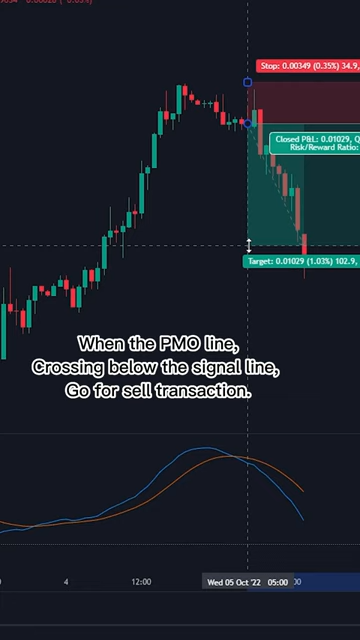 Stop: 0.00349 (0.35%) 34.9,
Closed P&L: 0.01029, Q
Risk/Reward Ratio:
Target: 0.01029 (1.03%) 102.9,
When the PMO line,
Crossing below the signal line,
Go for sell transaction.
4 12:00 Wed 05 Oct '22 05:00 :00